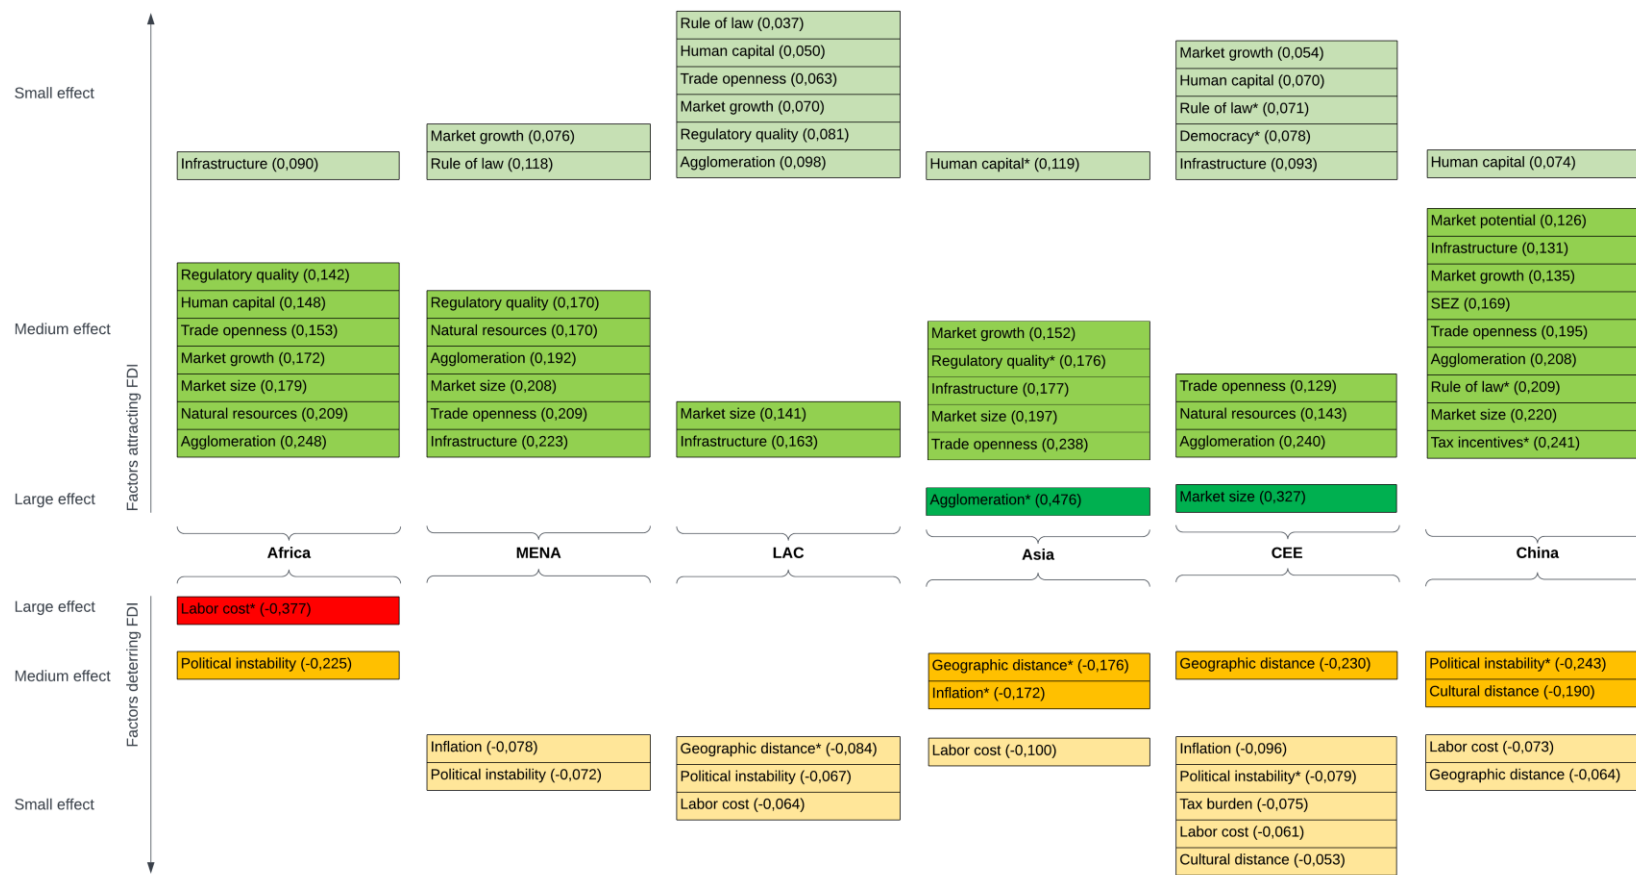 Small effect
Medium effect
Large effect
Factors attracting FDI
Infrastructure (0,090)
Regulatory quality (0,142)
Human capital (0,148)
Trade openness (0,153)
Market growth (0,172)
Market size (0,179)
Natural resources (0,209)
Agglomeration (0,248)
Africa
Market growth (0,076)
Rule of law (0,118)
Regulatory quality (0,170)
Natural resources (0,170)
Agglomeration (0,192)
Market size (0,208)
Trade openness (0,209)
Infrastructure (0,223)
MENA
Rule of law (0,037)
Human capital (0,050)
Trade openness (0,063)
Market growth (0,070)
Regulatory quality (0,081)
Agglomeration (0,098)
Market size (0,141)
Infrastructure (0,163)
LAC
Human capital* (0,119)
Market growth (0,152)
Regulatory quality* (0,176)
Infrastructure (0,177)
Market size (0,197)
Trade openness (0,238)
Agglomeration* (0,476)
Asia
Market growth (0,054)
Human capital (0,070)
Rule of law* (0,071)
Democracy* (0,078)
Infrastructure (0,093)
Trade openness (0,129)
Natural resources (0,143)
Agglomeration (0,240)
Market size (0,327)
CEE
Human capital (0,074)
Market potential (0,126)
Infrastructure (0,131)
Market growth (0,135)
SEZ (0,169)
Trade openness (0,195)
Agglomeration (0,208)
Rule of law* (0,209)
Market size (0,220)
Tax incentives* (0,241)
China
Large effect
Medium effect
Small effect
Factors deterring FDI
Labor cost* (-0,377)
Political instability (-0,225)
Inflation (-0,078)
Political instability (-0,072)
Geographic distance* (-0,084)
Political instability (-0,067)
Labor cost (-0,064)
Geographic distance* (-0,176)
Inflation* (-0,172)
Labor cost (-0,100)
Geographic distance (-0,230)
Inflation (-0,096)
Political instability* (-0,079)
Tax burden (-0,075)
Labor cost (-0,061)
Cultural distance (-0,053)
Political instability* (-0,243)
Cultural distance (-0,190)
Labor cost (-0,073)
Geographic distance (-0,064)